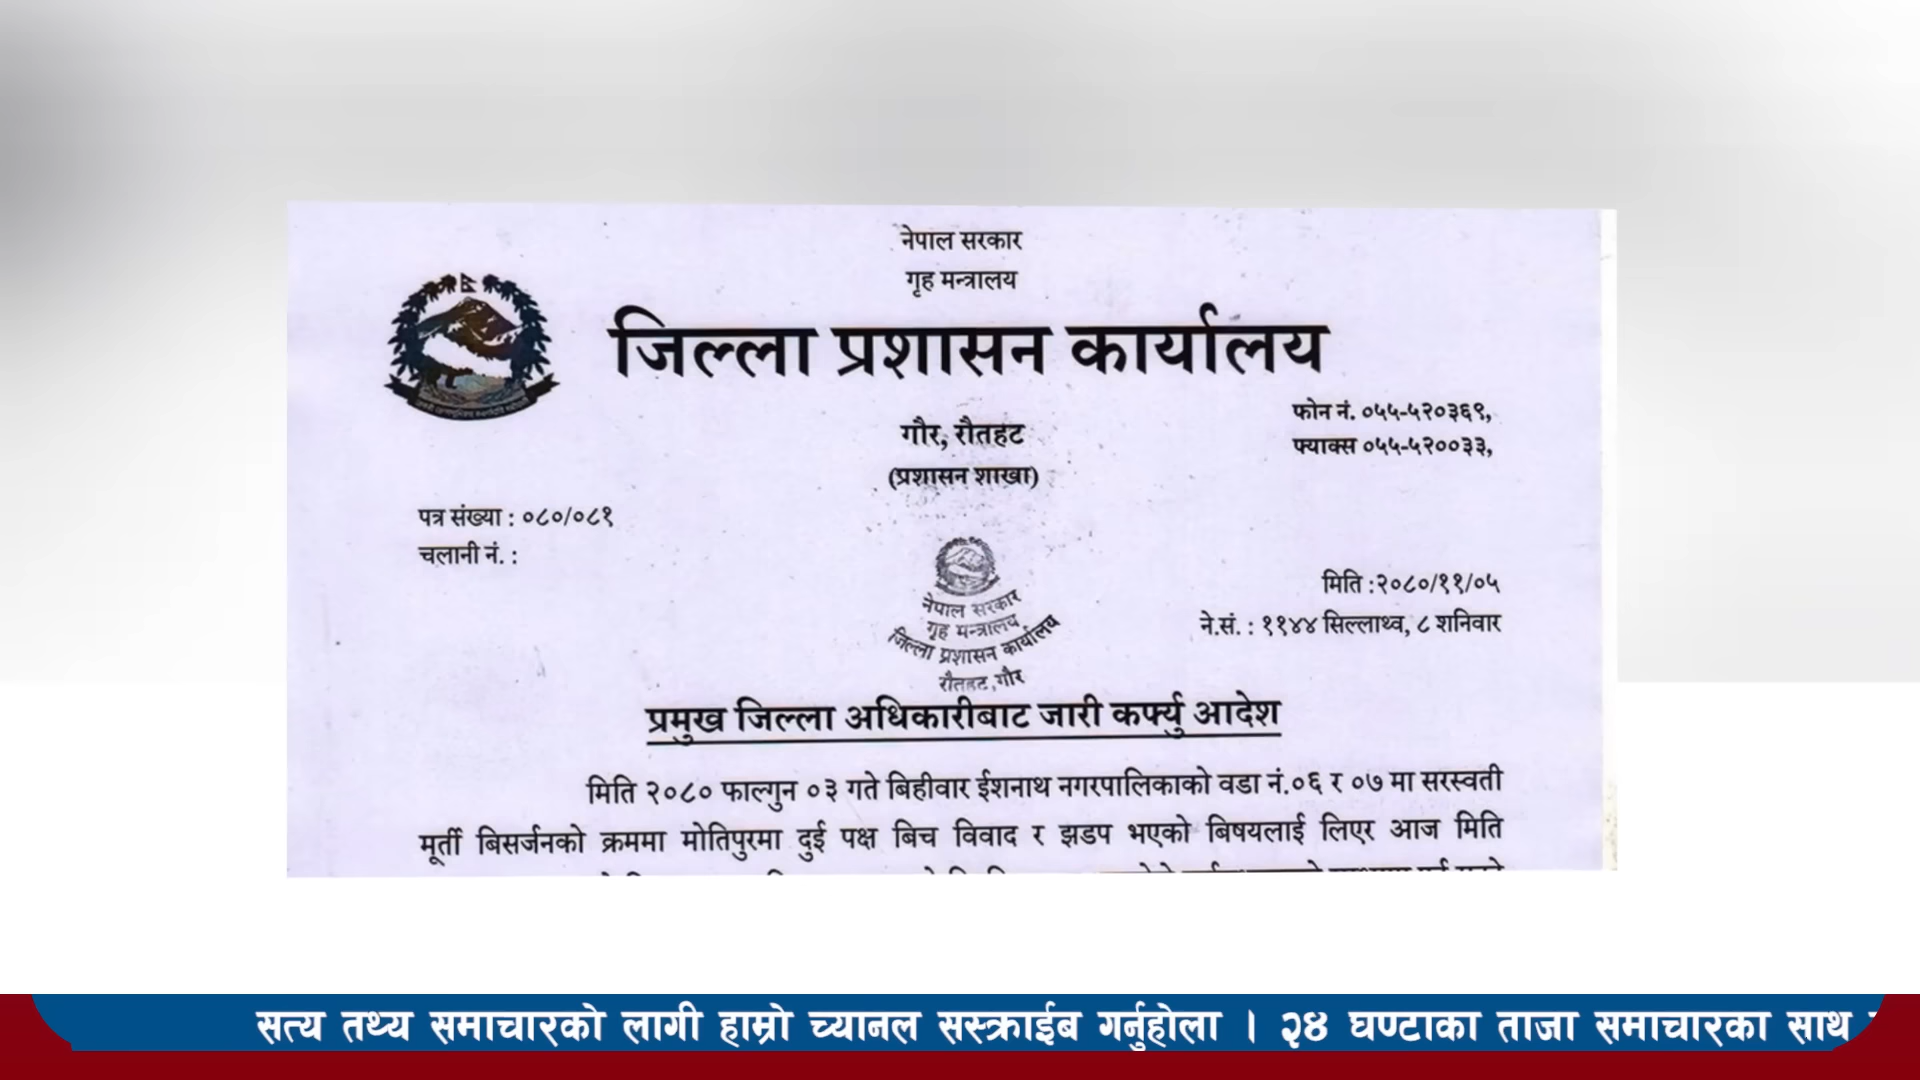 नेपाल सरकार
गृह मन्त्रालय
जिल्ला प्रशासन कार्यालय
फोन नं. ०५५-५२०३६९,
गौर, रौतहट
फ्याक्स ०५५-५२००३३,
(प्रशासन शाखा)
पत्र संख्या : ०८०/०८१
चलानी नं. :
मिति :२०८०/११/०५
नेपाल सरकार
गृह मन्त्रालय
ने.सं. : ११४४ सिल्लाथ्व, ८ शनिवार
जिल्ला प्रशासन कार्यालय
रौतहट,गौर
प्रमुख जिल्ला अधिकारीबाट जारी कर्फ्यु आदेश
मिति २०८० फाल्गुन ०३ गते बिहीवार ईशनाथ नगरपालिकाको वडा नं.०६ र ०७ मा सरस्वती
मूर्ती बिसर्जनको क्रममा मोतिपुरमा दुई पक्ष बिच विवाद र झडप भएको बिषयलाई लिएर आज मिति
सत्य तथ्य समाचारको लागी हाम्रो च्यानल सस्क्राईब गर्नुहोला । २४ घण्टाका ताजा समाचारका साथ